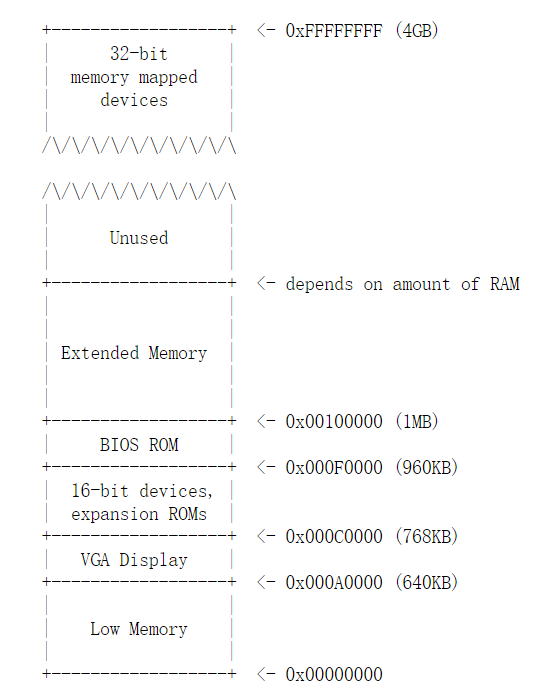 +------------------+  <- 0xFFFFFFFF (4GB)
|      32-bit      |
|  memory mapped   |
|     devices      |
|                  |
/\/\/\/\/\/\/\/\/\/\
/\/\/\/\/\/\/\/\/\/\
|                  |
|      Unused      |
|                  |
+------------------+  <- depends on amount of RAM
|                  |
|                  |
| Extended Memory  |
|                  |
|                  |
+------------------+  <- 0x00100000 (1MB)
|     BIOS ROM     |
+------------------+  <- 0x000F0000 (960KB)
|  16-bit devices, |
|  expansion ROMs  |
+------------------+  <- 0x000C0000 (768KB)
|   VGA Display    |
+------------------+  <- 0x000A0000 (640KB)
|                  |
|    Low Memory    |
|                  |
+------------------+  <- 0x00000000